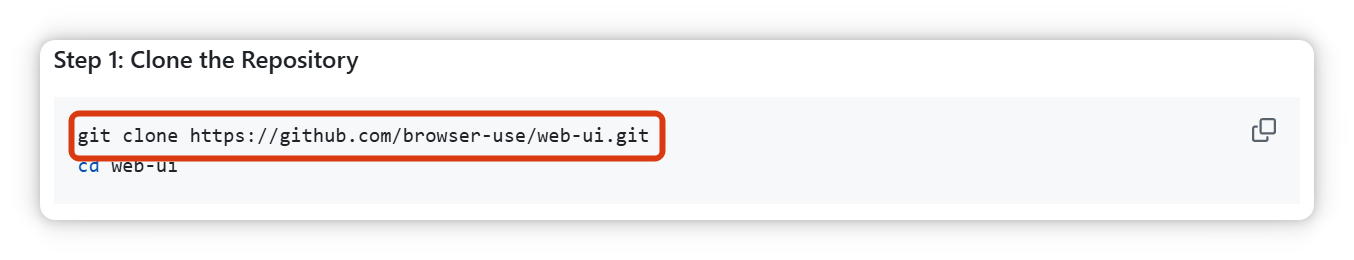 Step 1: Clone the Repository
git clone https://github.com/browser-use/web-ui.git
cd web-ui